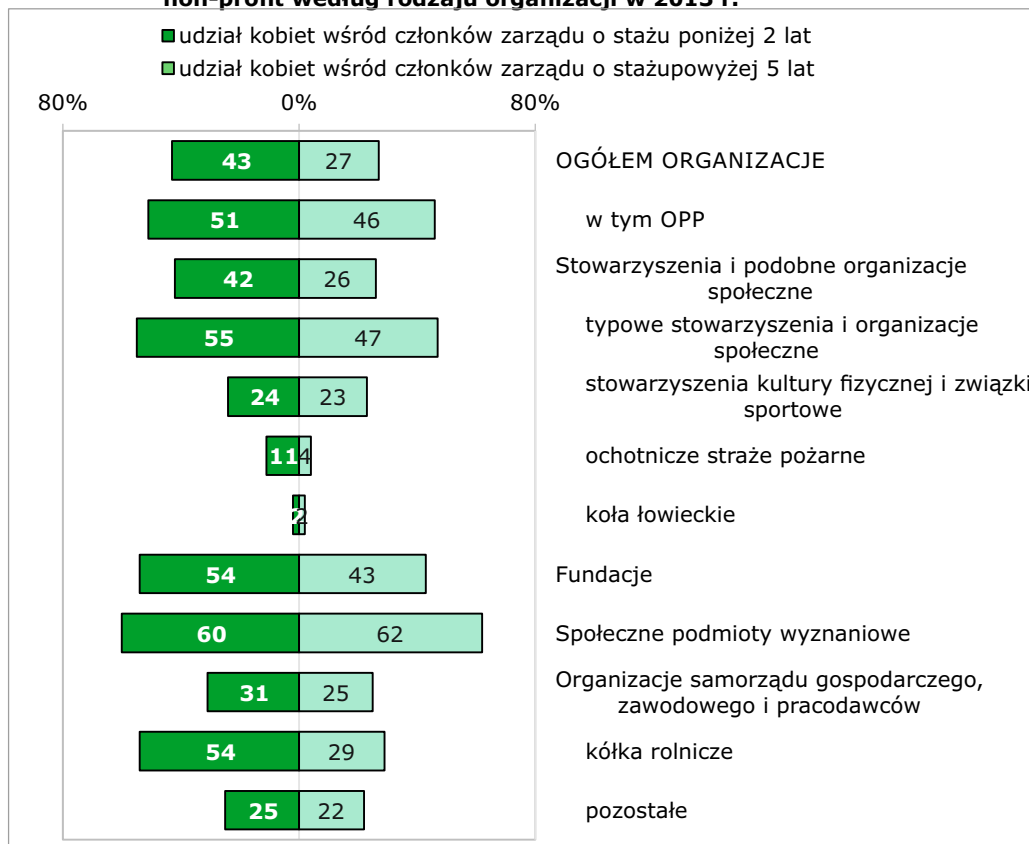 non-profit według rodzaju organizacji w 2015 r.
udział kobiet wśród członków zarządu o stażu poniżej 2 lat
udział kobiet wśród członków zarządu o stażupowyżej 5 lat
80% 0% 80%
43 27 OGÓŁEM ORGANIZACJE
51 46 w tym OPP
42 26 Stowarzyszenia i podobne organizacje
społeczne
55 47 typowe stowarzyszenia i organizacje
społeczne
24 23 stowarzyszenia kultury fizycznej i związki
sportowe
11 4 ochotnicze straże pożarne
2 koła łowieckie
54 43 Fundacje
60 62 Społeczne podmioty wyznaniowe
31 25 Organizacje samorządu gospodarczego,
zawodowego i pracodawców
54 29 kółka rolnicze
25 22 pozostałe